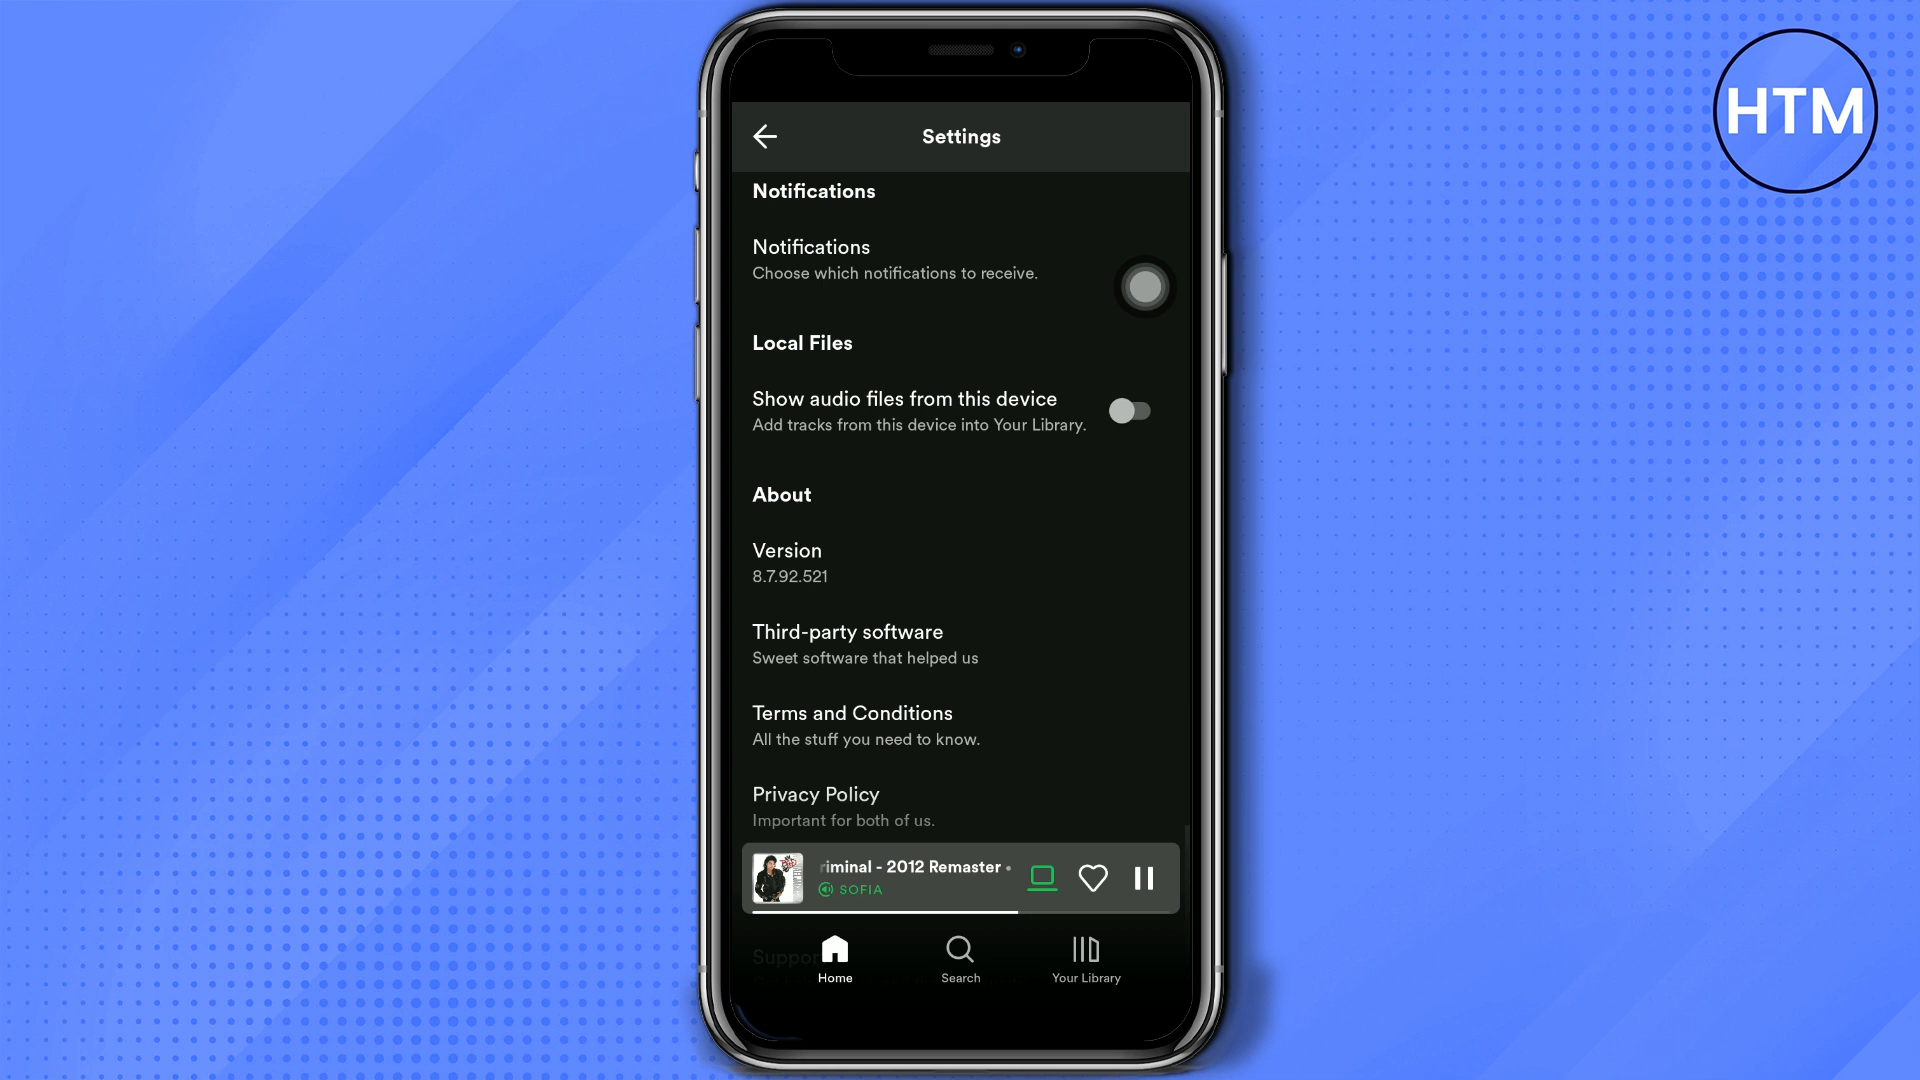 HTM
Settings
Notifications
Notifications
Choose which notifications to receive.
Local Files
Show audio files from this device
Add tracks from this device into Your Library.
About
Version
8.7.92.521
Third-party software
Sweet software that helped us
Terms and Conditions
All the stuff you need to know.
Privacy Policy
Important for both of us.
riminal - 2012 Remaster •
SOFIA
Suppor
Home
Search
Your Library